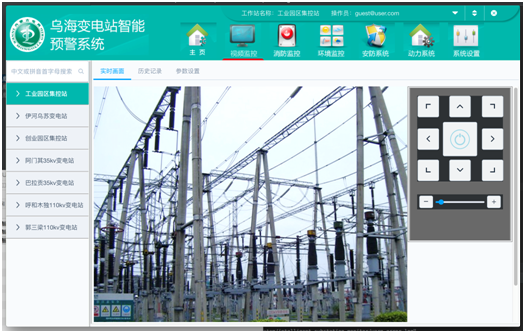 工作站名称：工业园区集控站 操作员：guest@user.com
乌海变电站智能
预警系统
主 页 视频监控 消防监控 环境监控 安防系统 动力系统 系统设置
中文或拼音首字母搜索
实时画面 历史记录 参数设置
工业园区集控站
伊河乌苏变电站
创业园区集控站
阿门其35kv变电站
巴拉贡35kv变电站
呼和木独110kv变电站
郭三梁110kv变电站